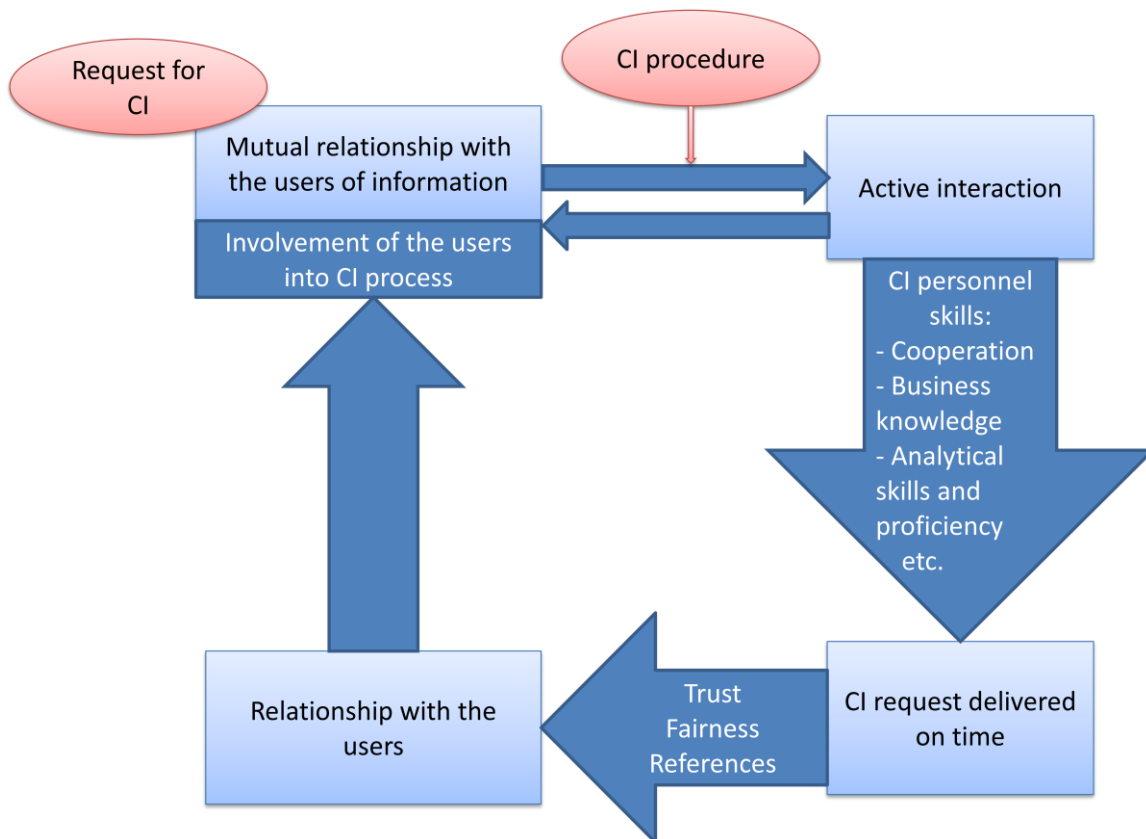 Request for
CI
CI procedure
Mutual relationship with
the users of information
Involvement of the users
into CI process
Active interaction
CI personnel
skills:
- Cooperation
- Business
knowledge
- Analytical
skills and
proficiency
etc.
CI request delivered
on time
Trust
Fairness
References
Relationship with the
users